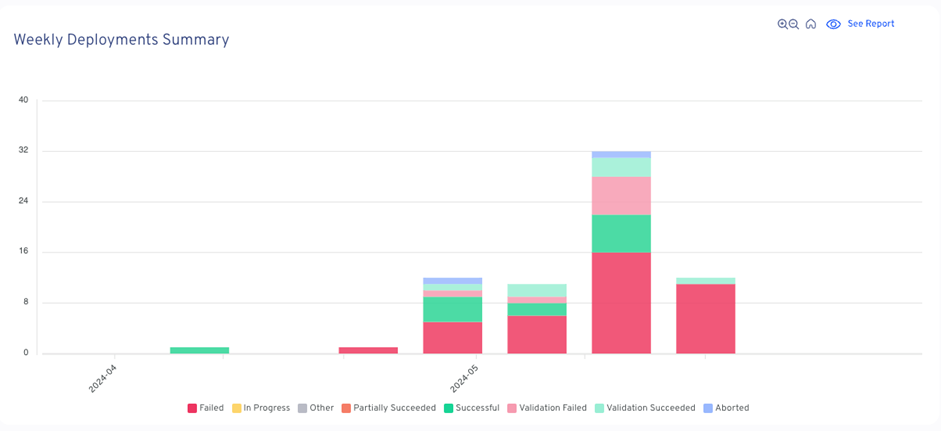 See Report
Weekly Deployments Summary
40
32
24
16
8
0
2024-04
2024-05
Failed In Progress Other Partially Succeeded Successful Validation Failed Validation Succeeded Aborted